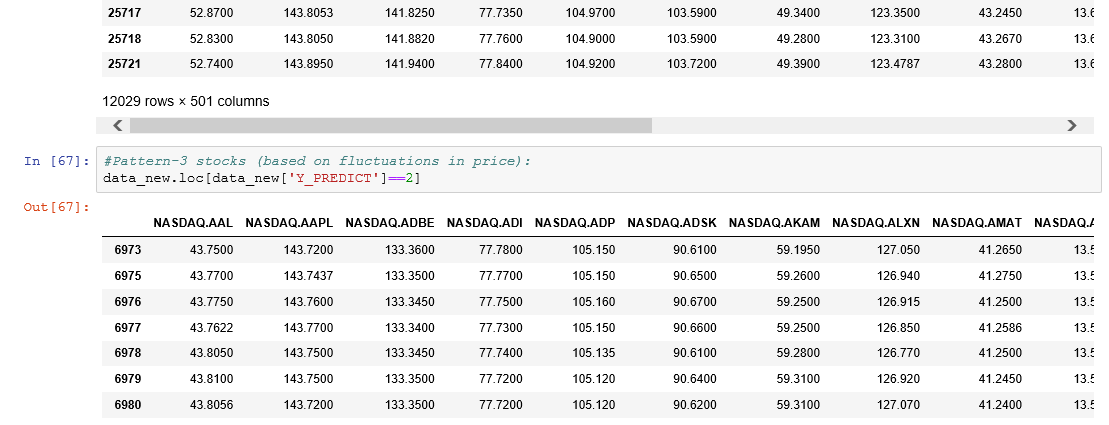 25717 52.8700 143.8053 141.8250 77.7350 104.9700 103.5900 49.3400 123.3500 43.2450
25718 52.8300 143.8050 141.8820 77.7600 104.9000 103.5900 49.2800 123.3100 43.2670
25721 52.7400 143.8950 141.9400 77.8400 104.9200 103.7200 49.3900 123.4787 43.2800
12029 rows × 501 columns
In [67]: #Pattern-3 stocks (based on fluctuations in price):
data_new.loc[data_new['Y_PREDICT']==2]
Out[67]:
NASDAQ.AAL NASDAQ.AAPL NASDAQ.ADBE NASDAQ.ADI NASDAQ.ADP NASDAQ.ADSK NASDAQ.AKAM NASDAQ.ALXN NASDAQ.AMAT
6973 43.7500 143.7200 133.3600 77.7800 105.150 90.6100 59.1950 127.050 41.2650
6975 43.7700 143.7437 133.3500 77.7700 105.150 90.6500 59.2600 126.940 41.2750
6976 43.7750 143.7600 133.3450 77.7500 105.160 90.6700 59.2500 126.915 41.2500
6977 43.7622 143.7700 133.3400 77.7300 105.150 90.6600 59.2500 126.850 41.2586
6978 43.8050 143.7500 133.3450 77.7400 105.135 90.6100 59.2800 126.770 41.2500
6979 43.8100 143.7500 133.3500 77.7200 105.120 90.6400 59.3100 126.920 41.2450
6980 43.8056 143.7200 133.3500 77.7200 105.120 90.6200 59.3100 127.070 41.2400